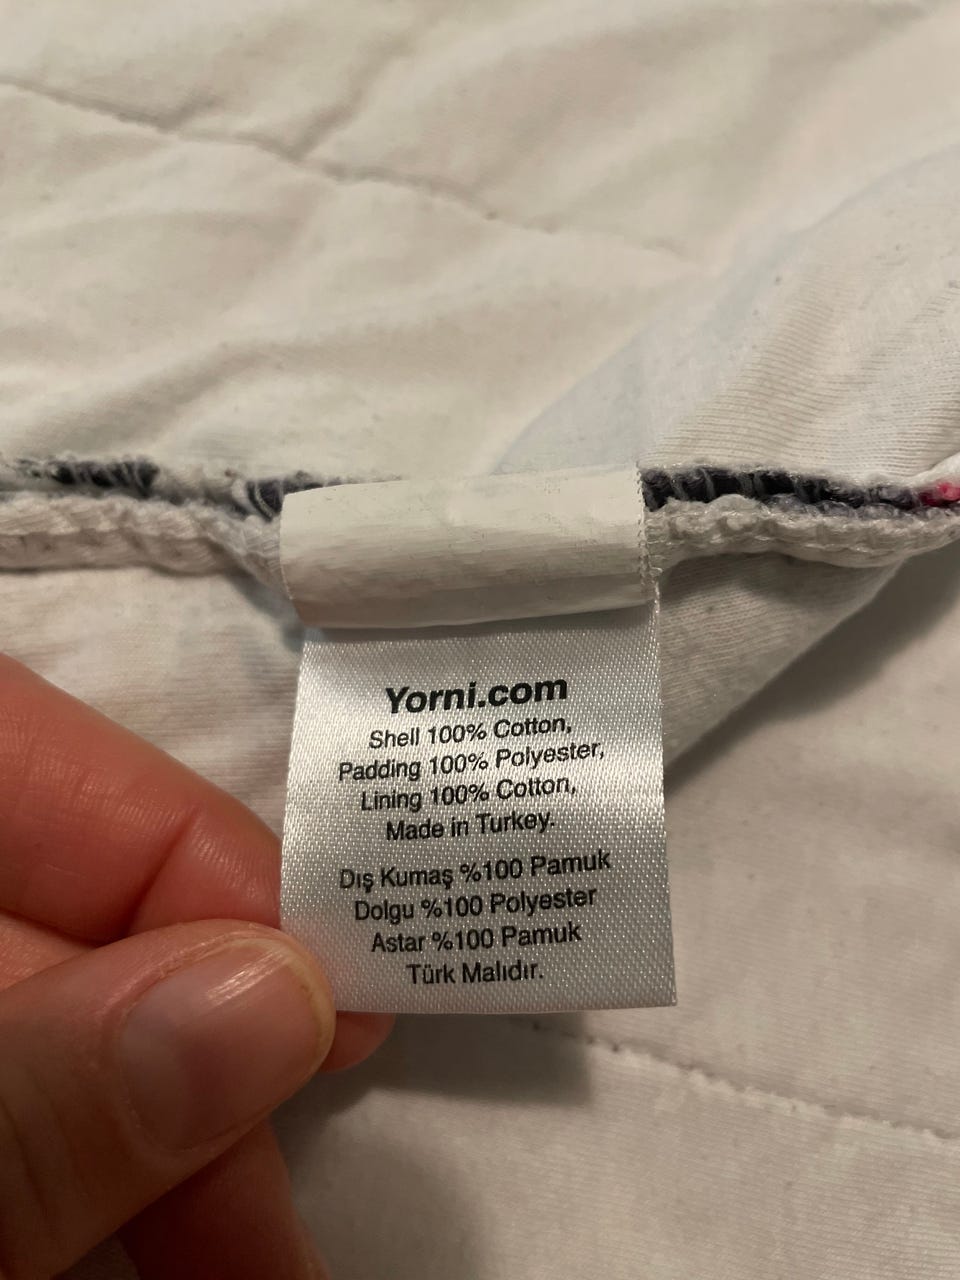 Yorni.com
Shell 100% Cotton,
Padding 100% Polyester,
Lining 100% Cotton,
Made in Turkey.
Dış Kumaş %100 Pamuk
Dolgu %100 Polyester
Astar %100 Pamuk
Türk Malıdır.